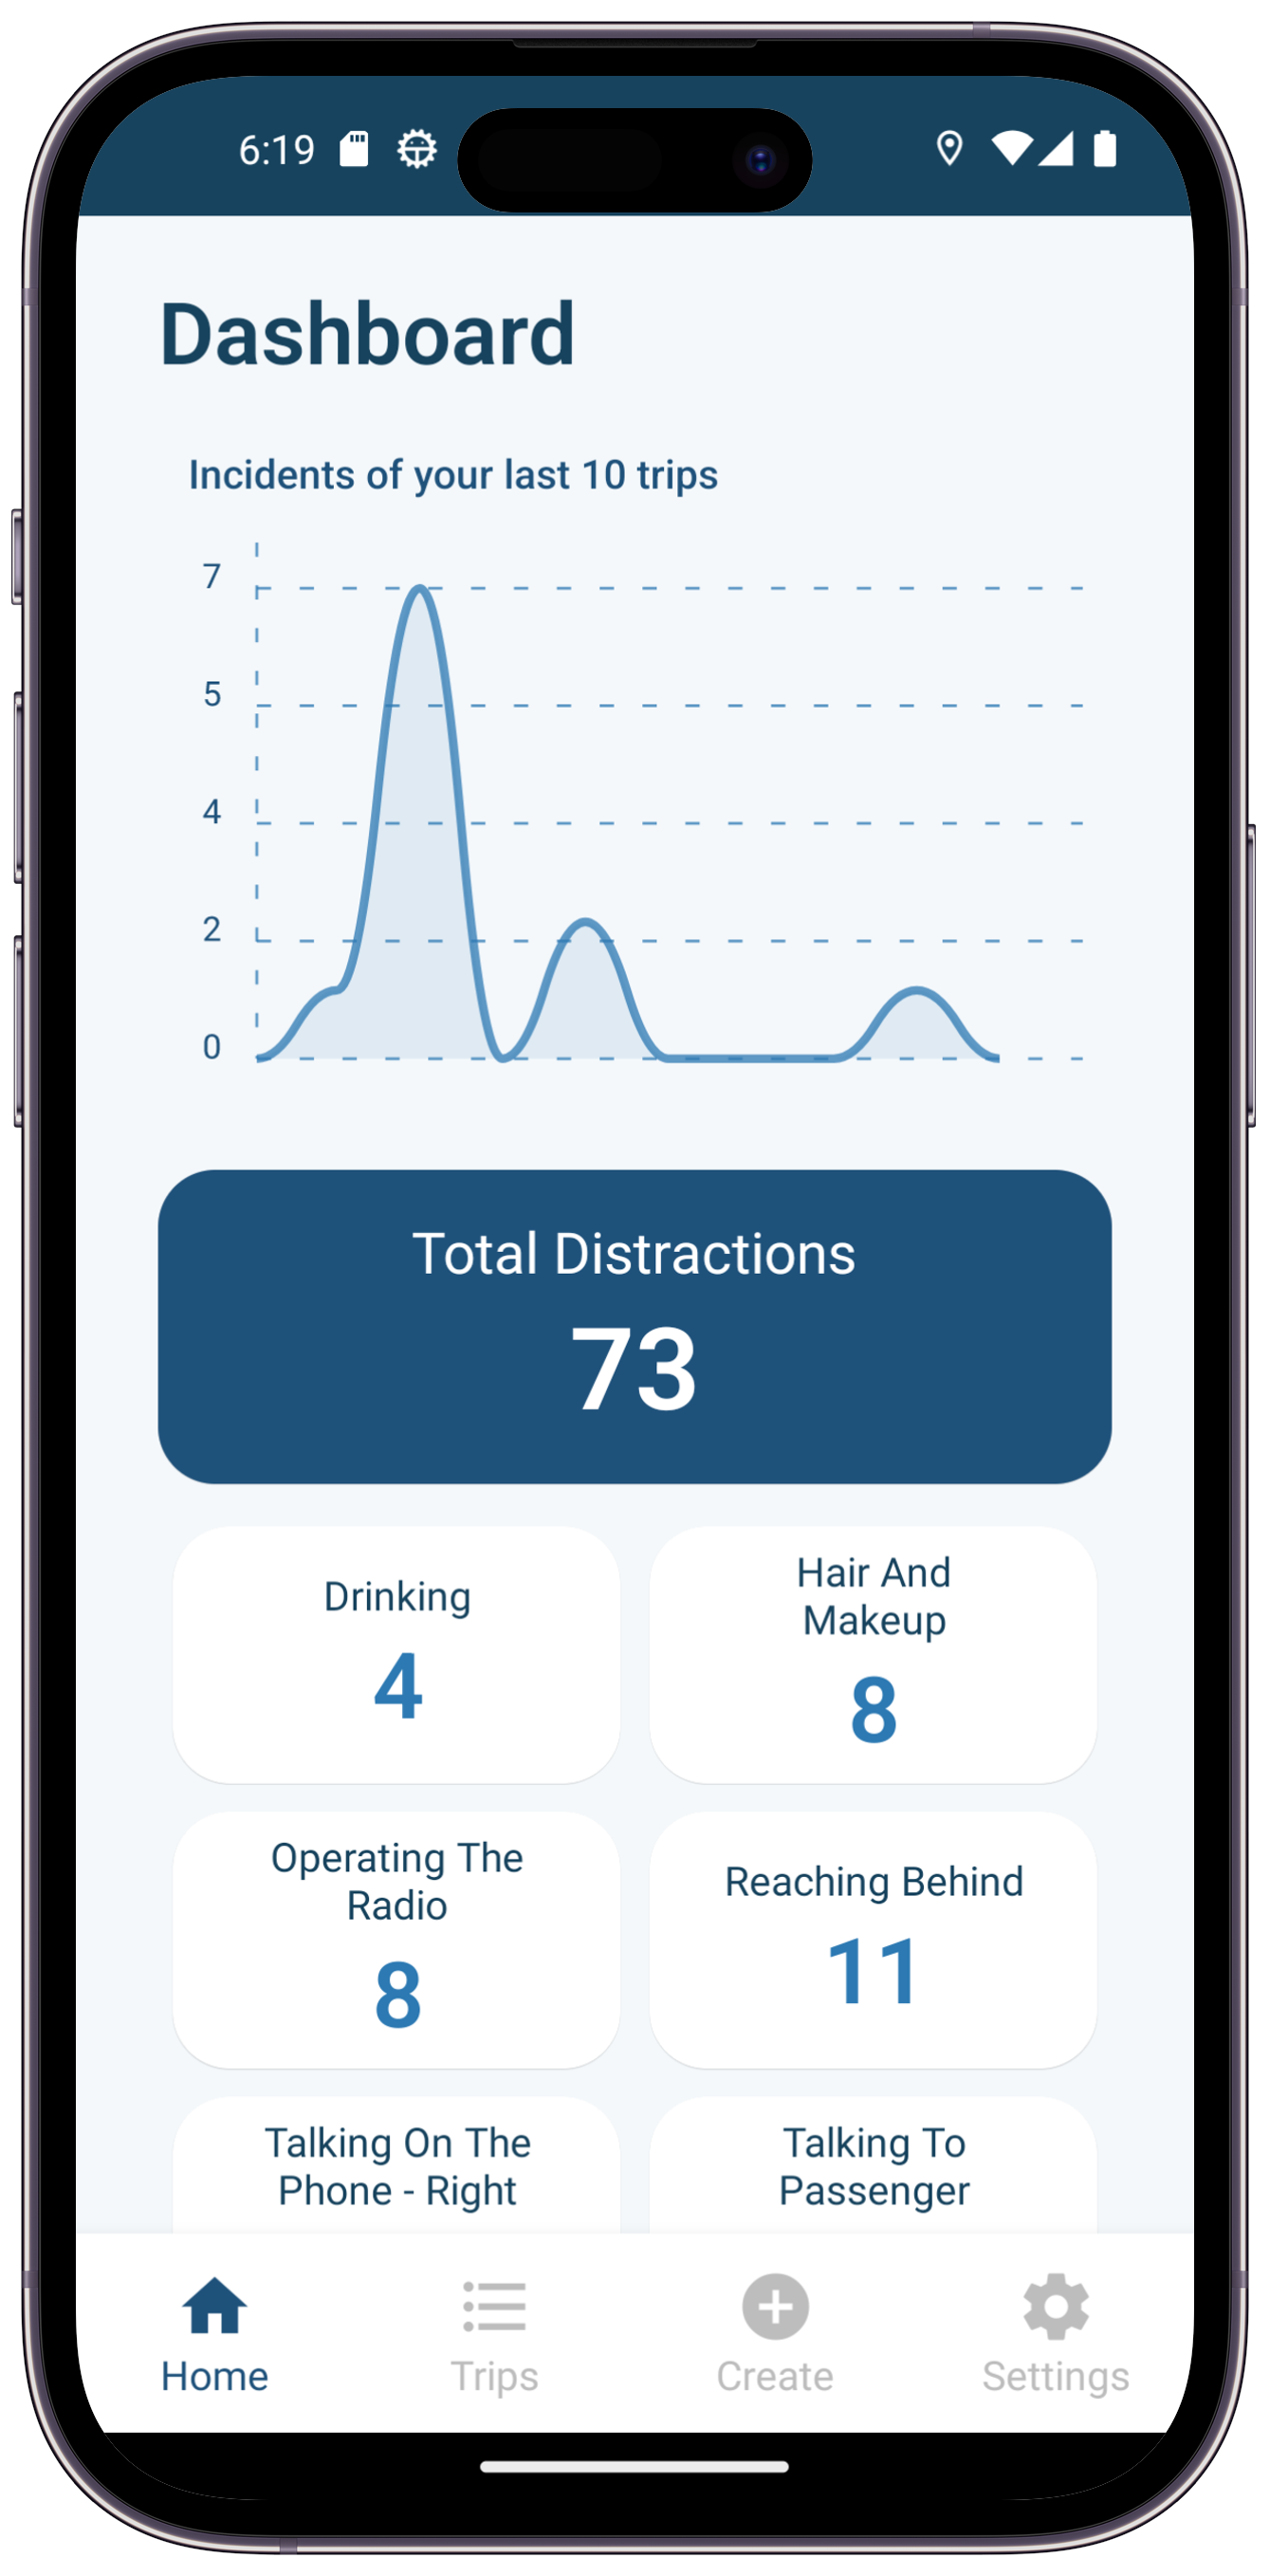 6:19
Dashboard
Incidents of your last 10 trips
7
5
4
2
0
Total Distractions
73
Drinking
4
Hair And
Makeup
8
Operating The
Radio
8
Reaching Behind
11
Talking On The
Phone - Right
Talking To
Passenger
Home
Trips
Create
Settings